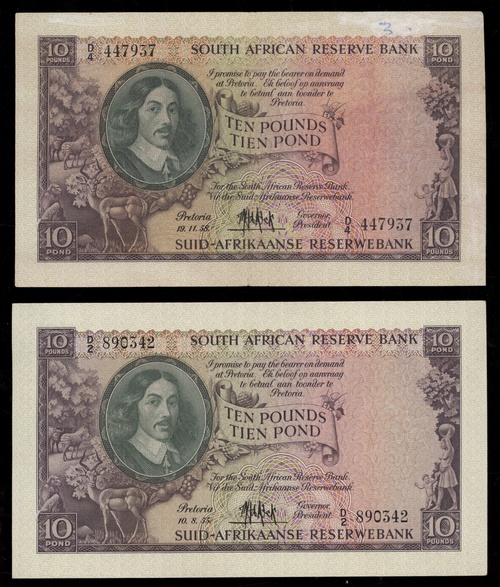 3
10 D/4 447937 SOUTH AFRICAN RESERVE BANK 10
POUNDS POND
I promise to pay the bearer on demand
at Pretoria. Ek beloof op aanvraag
te betaal aan toonder te
Pretoria.
TEN POUNDS
TIEN POND
For the South African Reserve Bank.
Vir die Suid-Afrikaanse Reserwebank.
Pretoria Governor,
19.11.58. President. D/4 447937
10 SUID-AFRIKAANSE RESERWEBANK 10
POND POUNDS
10 D/2 890342 SOUTH AFRICAN RESERVE BANK 10
POUNDS POND
I promise to pay the bearer on demand
at Pretoria. Ek beloof op aanvraag
te betaal aan toonder te
Pretoria.
TEN POUNDS
TIEN POND
For the South African Reserve Bank.
Vir die Suid-Afrikaanse Reserwebank.
Pretoria Governor,
10.8.55. President. D/2 890342
10 SUID-AFRIKAANSE RESERWEBANK 10
POND POUNDS